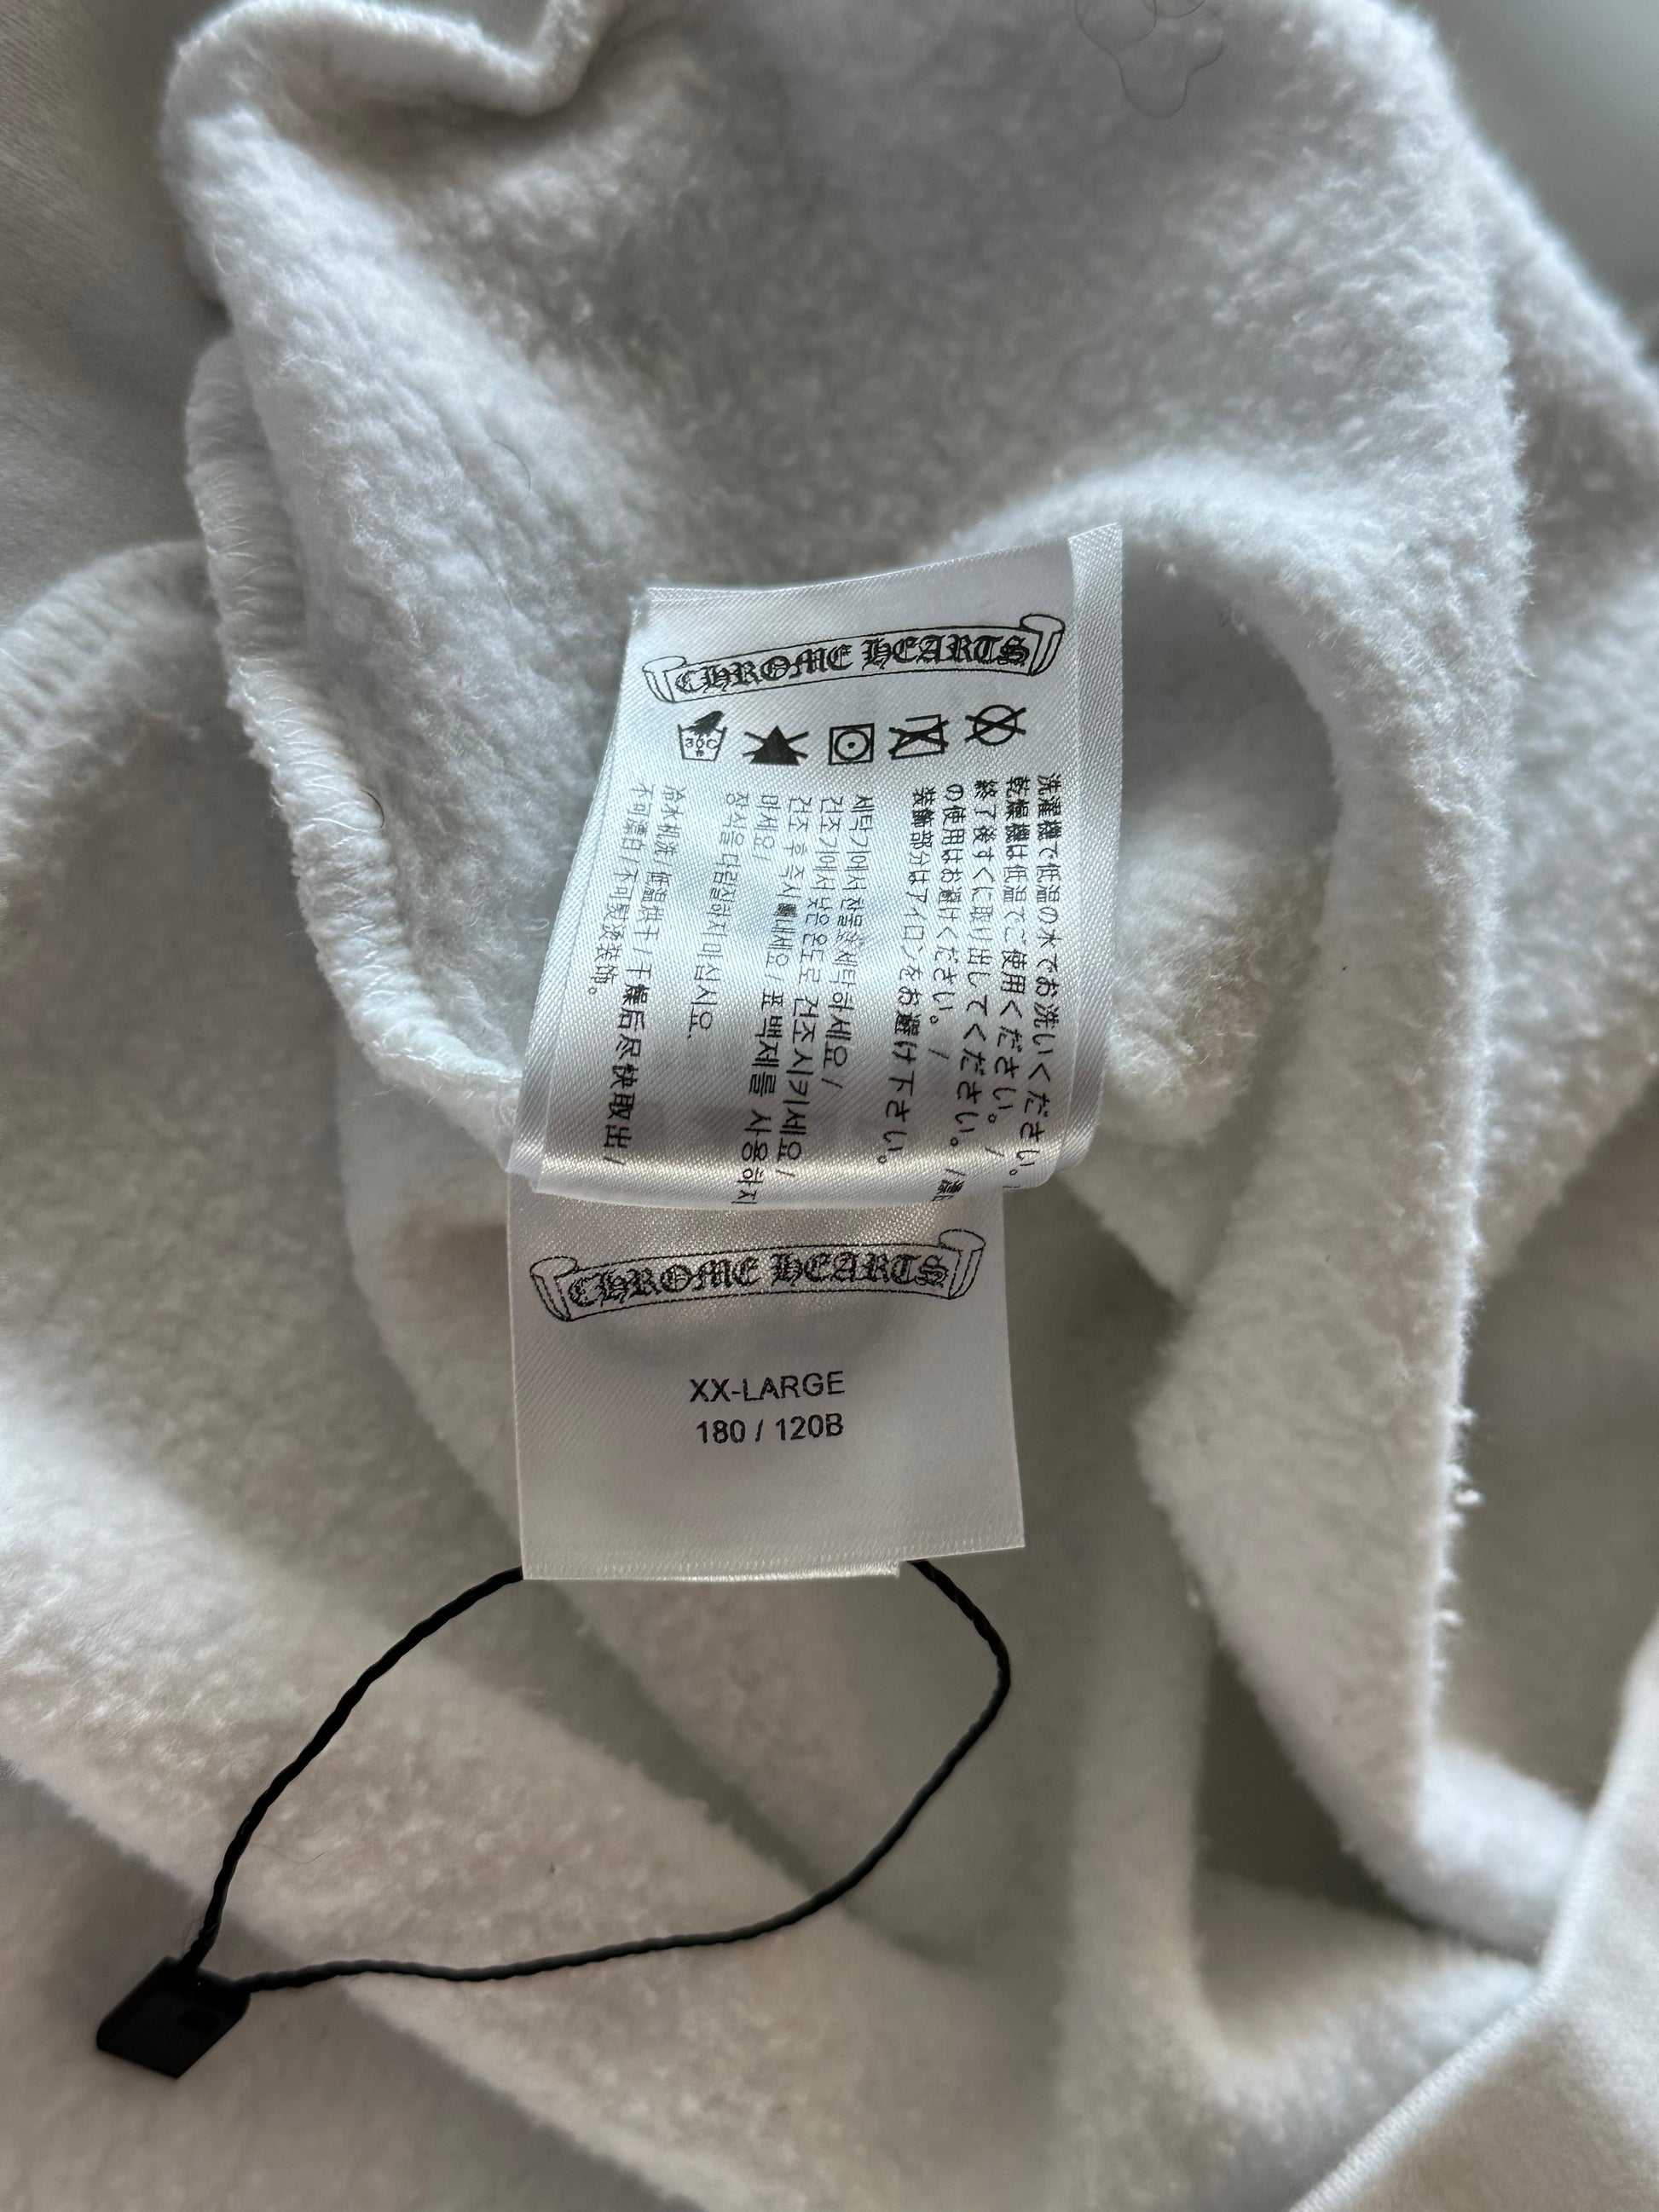 CHROME HEARTS
30C
洗濯機で低温の水でお洗いください。/
乾燥機は低温でご使用ください。/
終了後すぐに取り出してください。/漂白
の使用はお避けください。/
装飾部分はアイロンをお避け下さい。
세탁기에서 찬물로 세탁하세요/
건조기에서 낮은 온도로 건조시키세요/
건조 후 즉시 빼내세요/표백제를 사용하지
마세요/
장식을 다림질하지 마십시요.
冷水机洗/低温烘干/干燥后尽快取出/
不可漂白/不可熨烫装饰。
CHROME HEARTS
XX-LARGE
180 / 120B